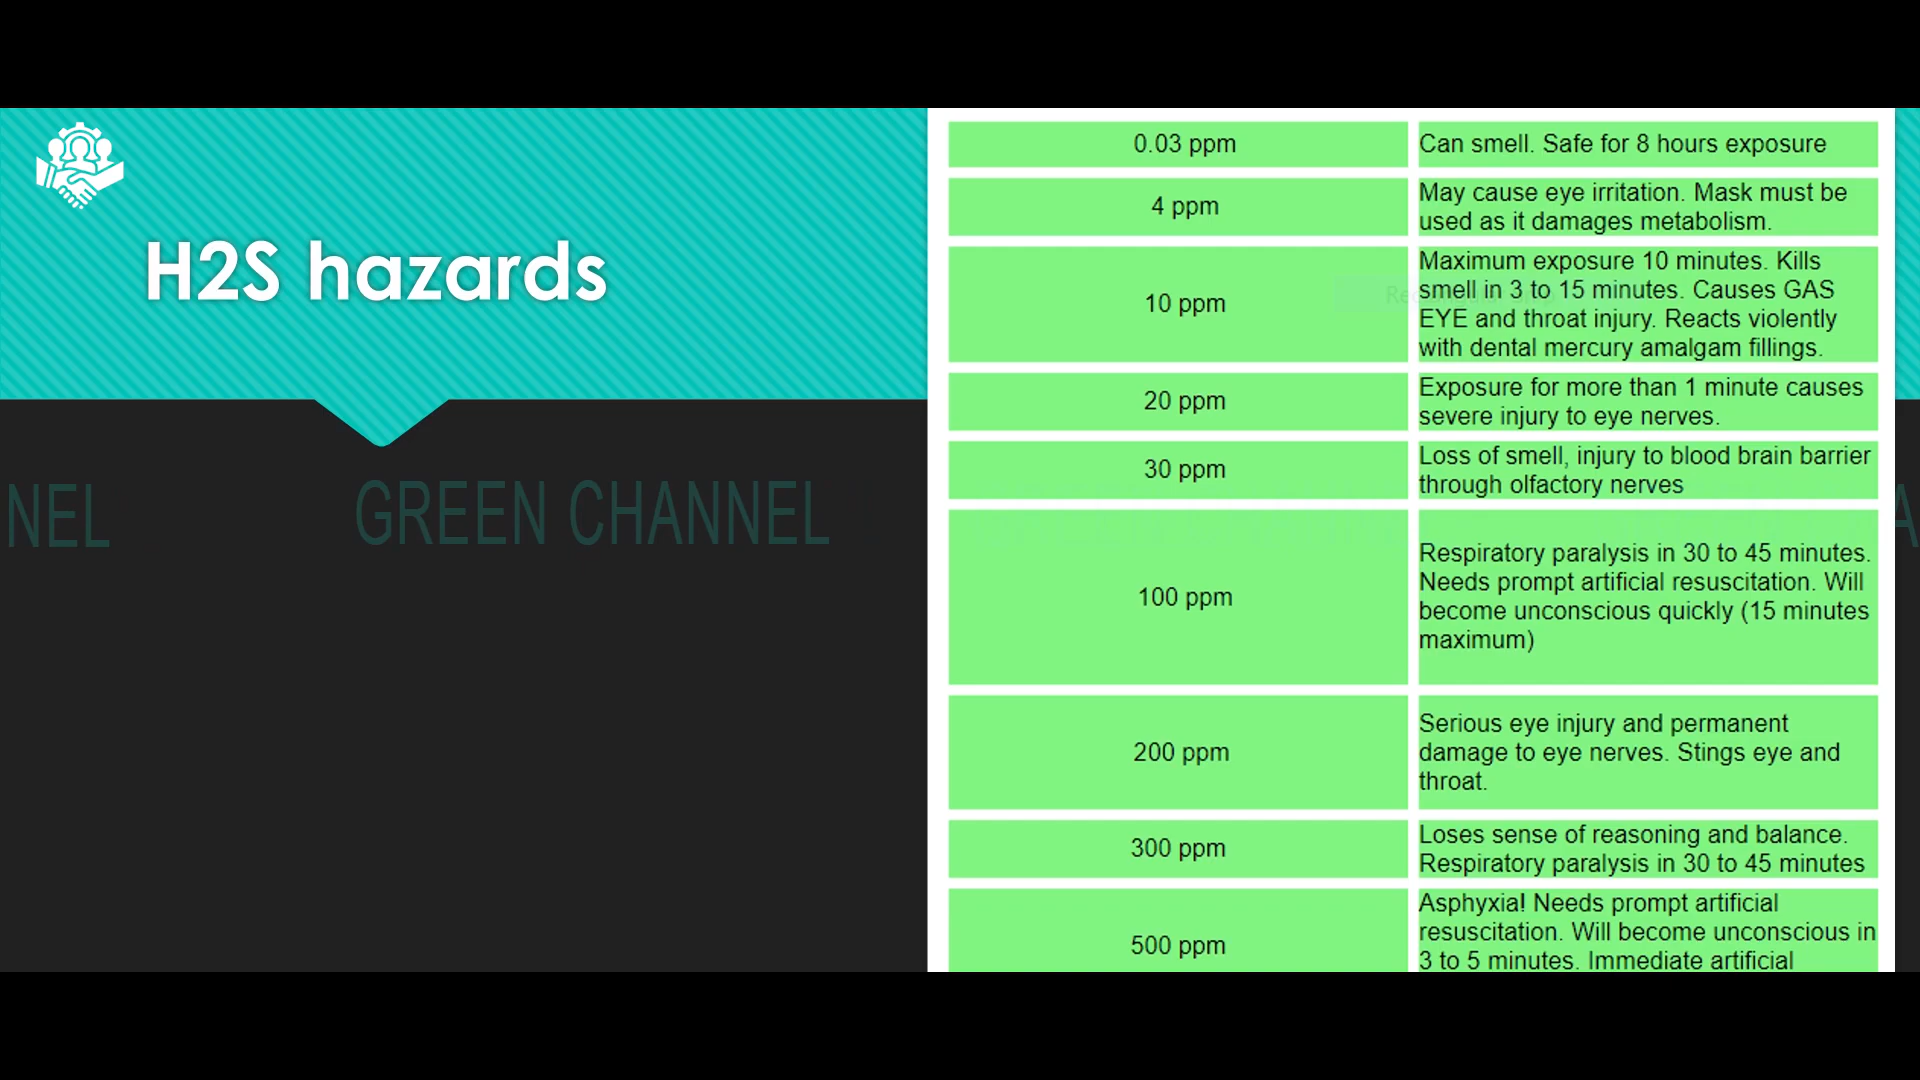 H2S hazards
NEL
GREEN CHANNEL
0.03 ppm
Can smell. Safe for 8 hours exposure
4 ppm
May cause eye irritation. Mask must be
used as it damages metabolism.
10 ppm
Maximum exposure 10 minutes. Kills
smell in 3 to 15 minutes. Causes GAS
EYE and throat injury. Reacts violently
with dental mercury amalgam fillings.
20 ppm
Exposure for more than 1 minute causes
severe injury to eye nerves.
30 ppm
Loss of smell, injury to blood brain barrier
through olfactory nerves
100 ppm
Respiratory paralysis in 30 to 45 minutes.
Needs prompt artificial resuscitation. Will
become unconscious quickly (15 minutes
maximum)
200 ppm
Serious eye injury and permanent
damage to eye nerves. Stings eye and
throat.
300 ppm
Loses sense of reasoning and balance.
Respiratory paralysis in 30 to 45 minutes
500 ppm
Asphyxia! Needs prompt artificial
resuscitation. Will become unconscious in
3 to 5 minutes. Immediate artificial